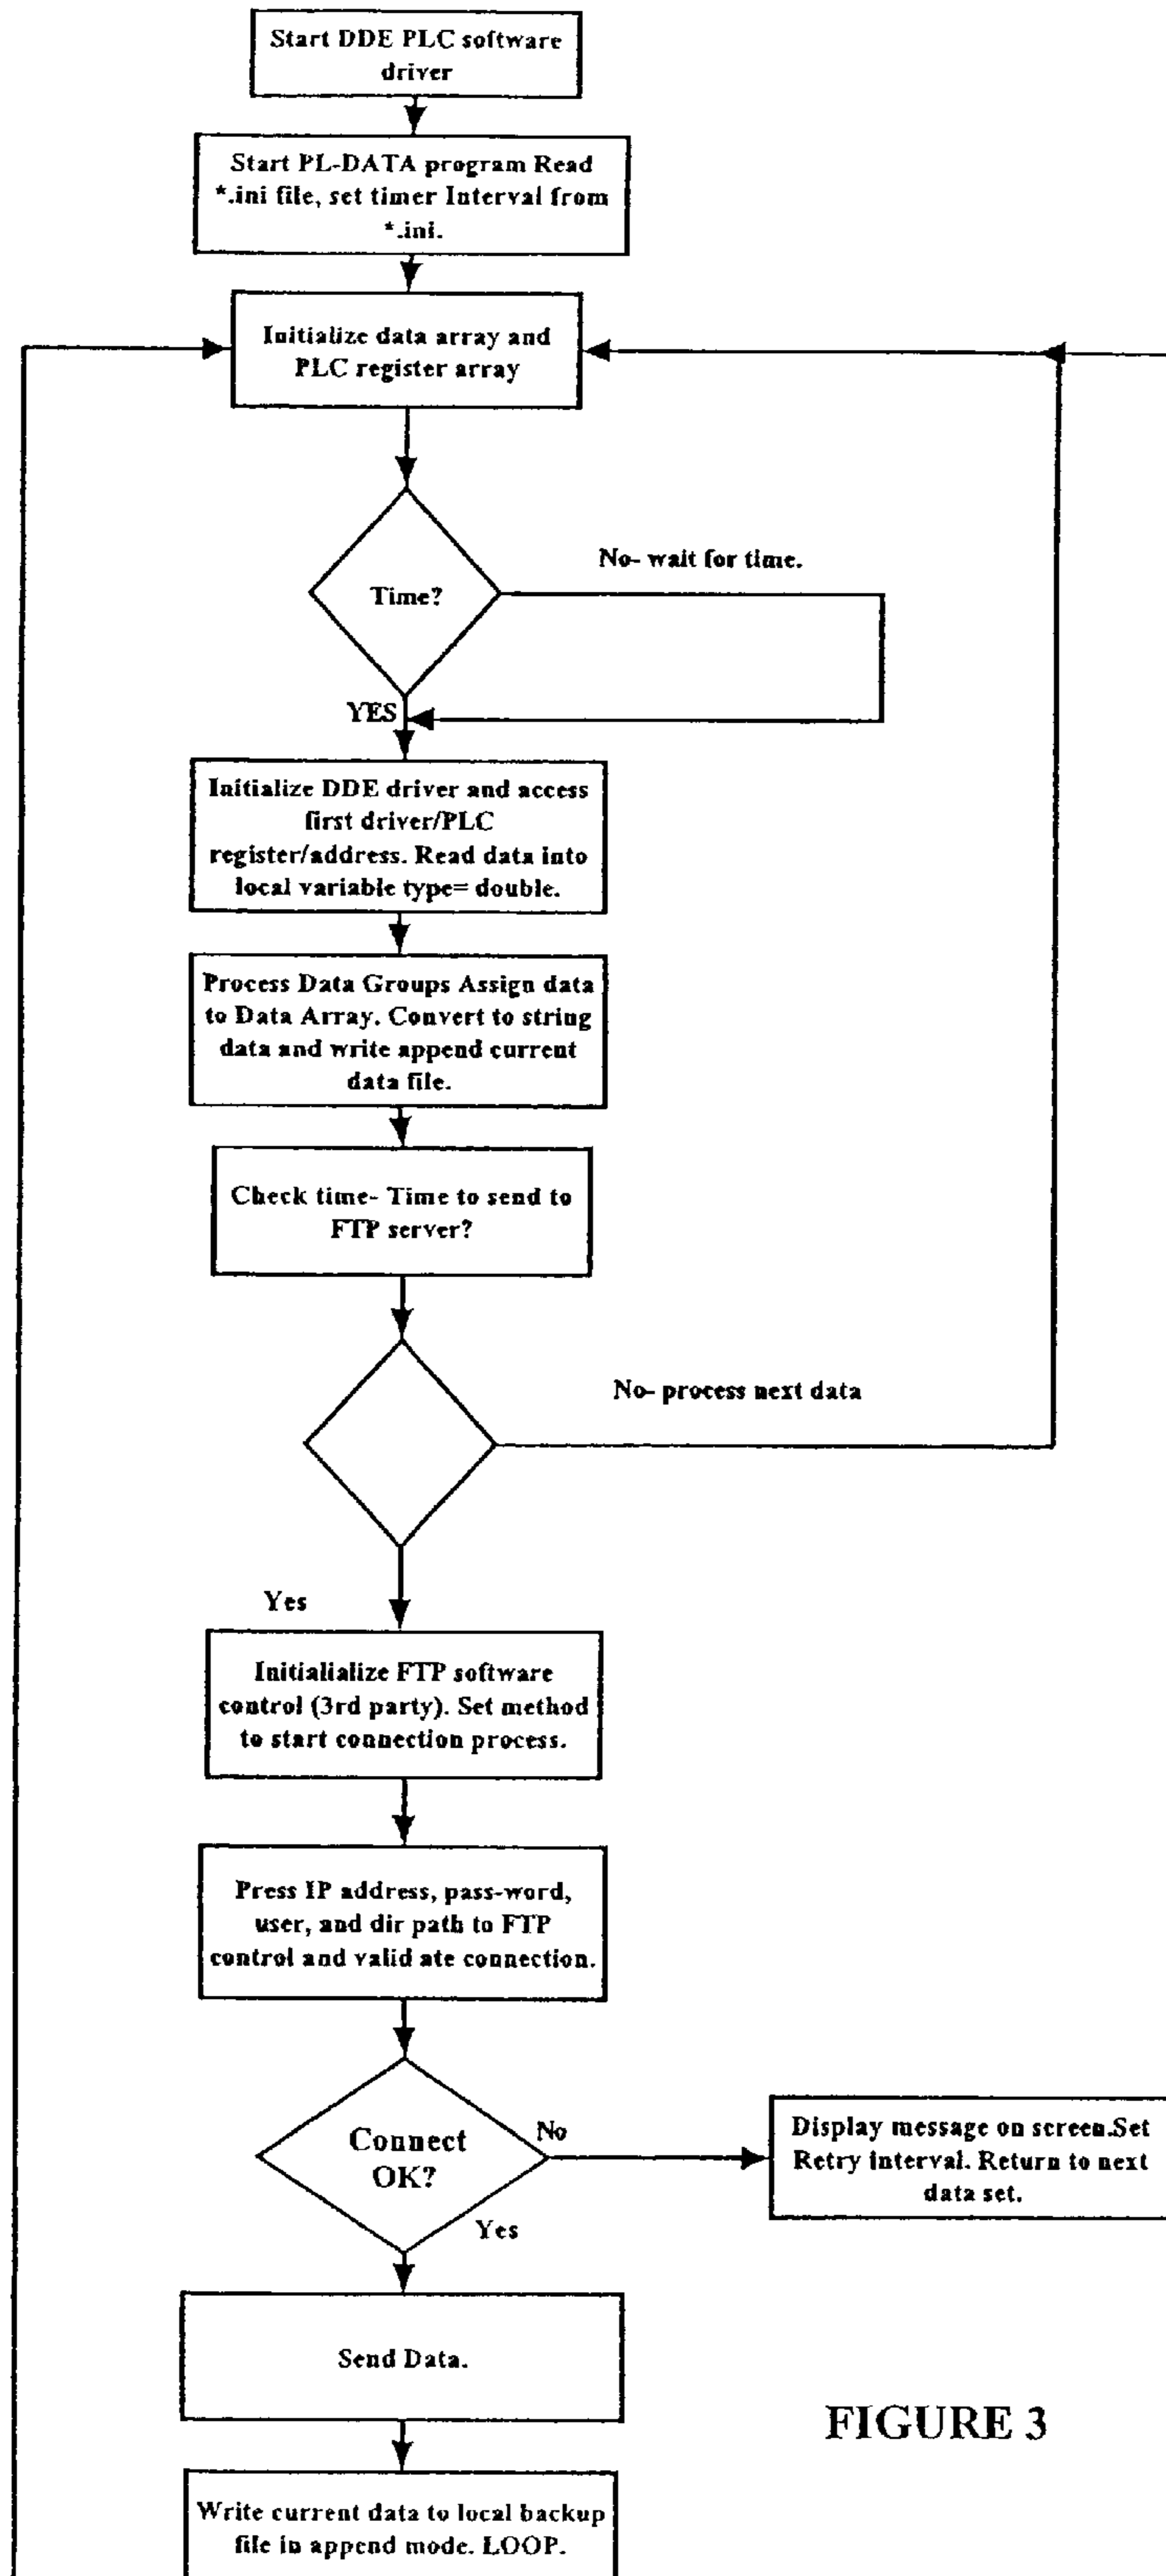 Start DDE PLC software
driver
Start PL-DATA program Read
*.ini file, set timer Interval from
*.ini.
Initialize data array and
PLC register array
Time?
No- wait for time.
YES
Initialize DDE driver and access
first driver/PLC
register/address. Read data into
local variable type= double.
Process Data Groups Assign data
to Data Array. Convert to string
data and write append current
data file.
Check time- Time to send to
FTP server?
No- process next data
Yes
Initialialize FTP software
control (3rd party). Set method
to start connection process.
Press IP address, pass-word,
user, and dir path to FTP
control and valid ate connection.
Connect
OK?
No
Display message on screen.Set
Retry interval. Return to next
data set.
Yes
Send Data.
FIGURE 3
Write current data to local backup
file in append mode. LOOP.